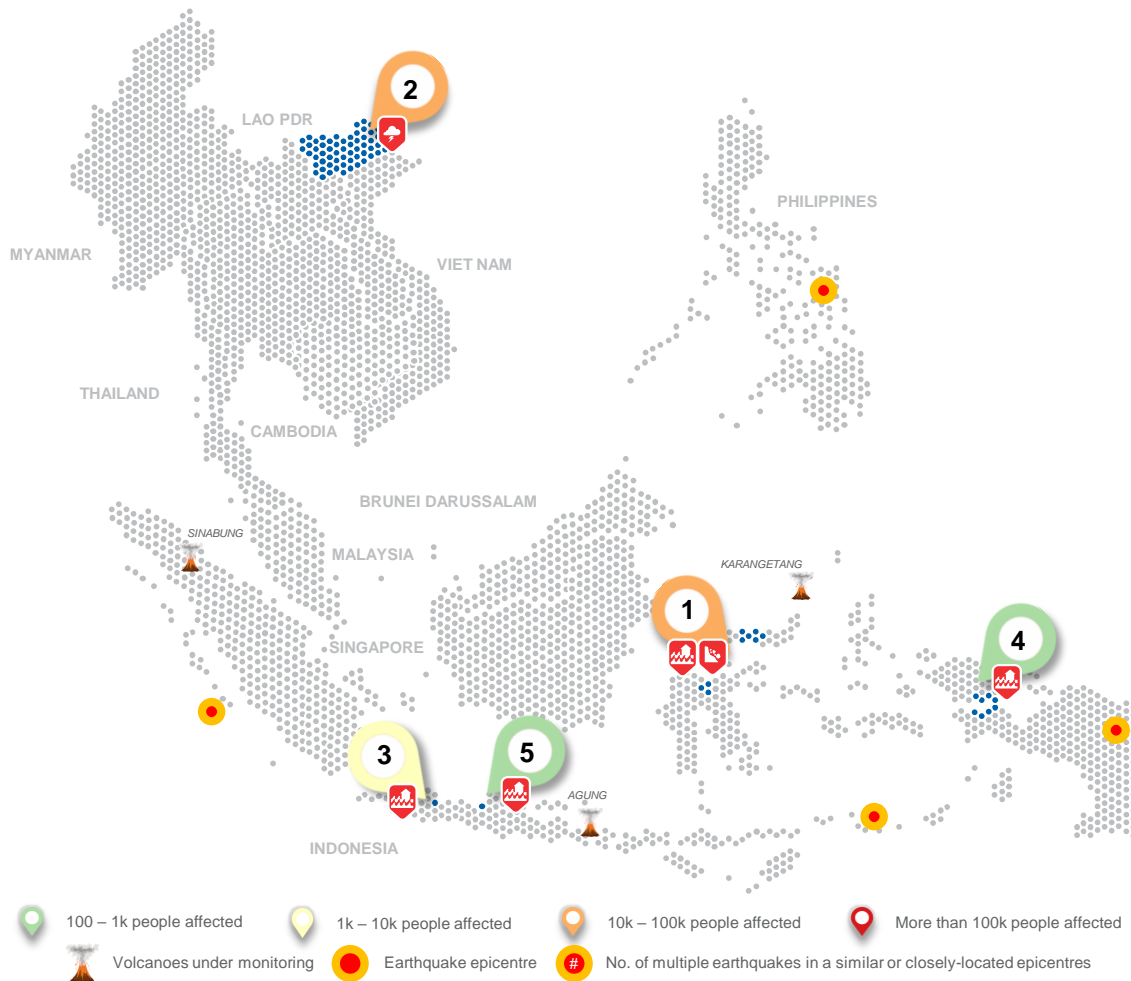 2
LAO PDR
PHILIPPINES
MYANMAR
VIET NAM
THAILAND
CAMBODIA
BRUNEI DARUSSALAM
SINABUNG
MALAYSIA
KARANGETANG
1
4
SINGAPORE
3
5
AGUNG
INDONESIA
100 – 1k people affected
1k – 10k people affected
10k – 100k people affected
More than 100k people affected
Volcanoes under monitoring
Earthquake epicentre
#
No. of multiple earthquakes in a similar or closely-located epicentres